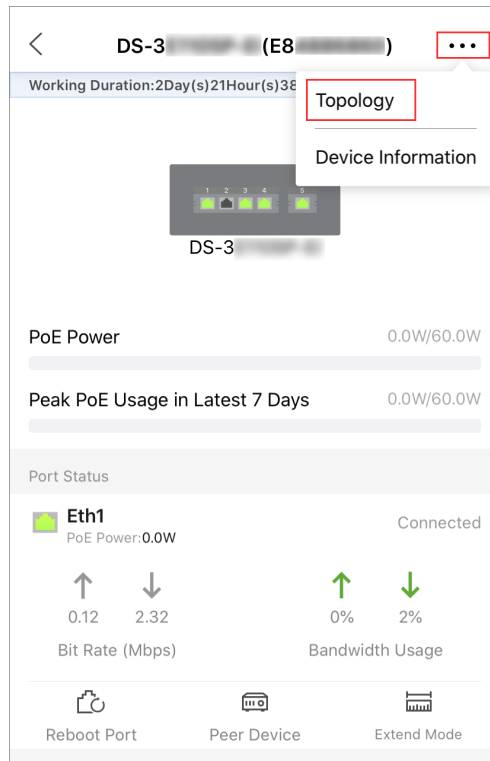 DS-3 (E8 )
Working Duration:2Day(s)21Hour(s)38
Topology
Device Information
1 2 3 4 5
DS-3
PoE Power 0.0W/60.0W
Peak PoE Usage in Latest 7 Days 0.0W/60.0W
Port Status
Eth1 Connected
PoE Power:0.0W
0.12 2.32 0% 2%
Bit Rate (Mbps) Bandwidth Usage
Reboot Port Peer Device Extend Mode